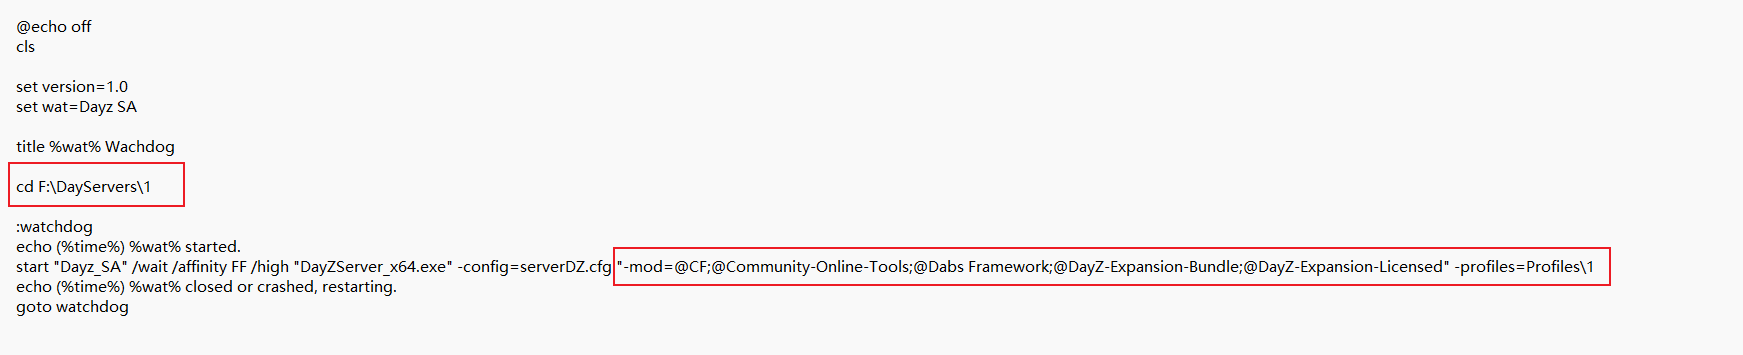 @echo off
cls
set version=1.0
set wat=Dayz SA
title %wat% Wachdog
cd F:\DayServers\1
:watchdog
echo (%time%) %wat% started.
start "Dayz_SA" /wait /affinity FF /high "DayZServer_x64.exe" -config=serverDZ.cfg "-mod=@CF;@Community-Online-Tools;@Dabs Framework;@DayZ-Expansion-Bundle;@DayZ-Expansion-Licensed" -profiles=Profiles\1
echo (%time%) %wat% closed or crashed, restarting.
goto watchdog